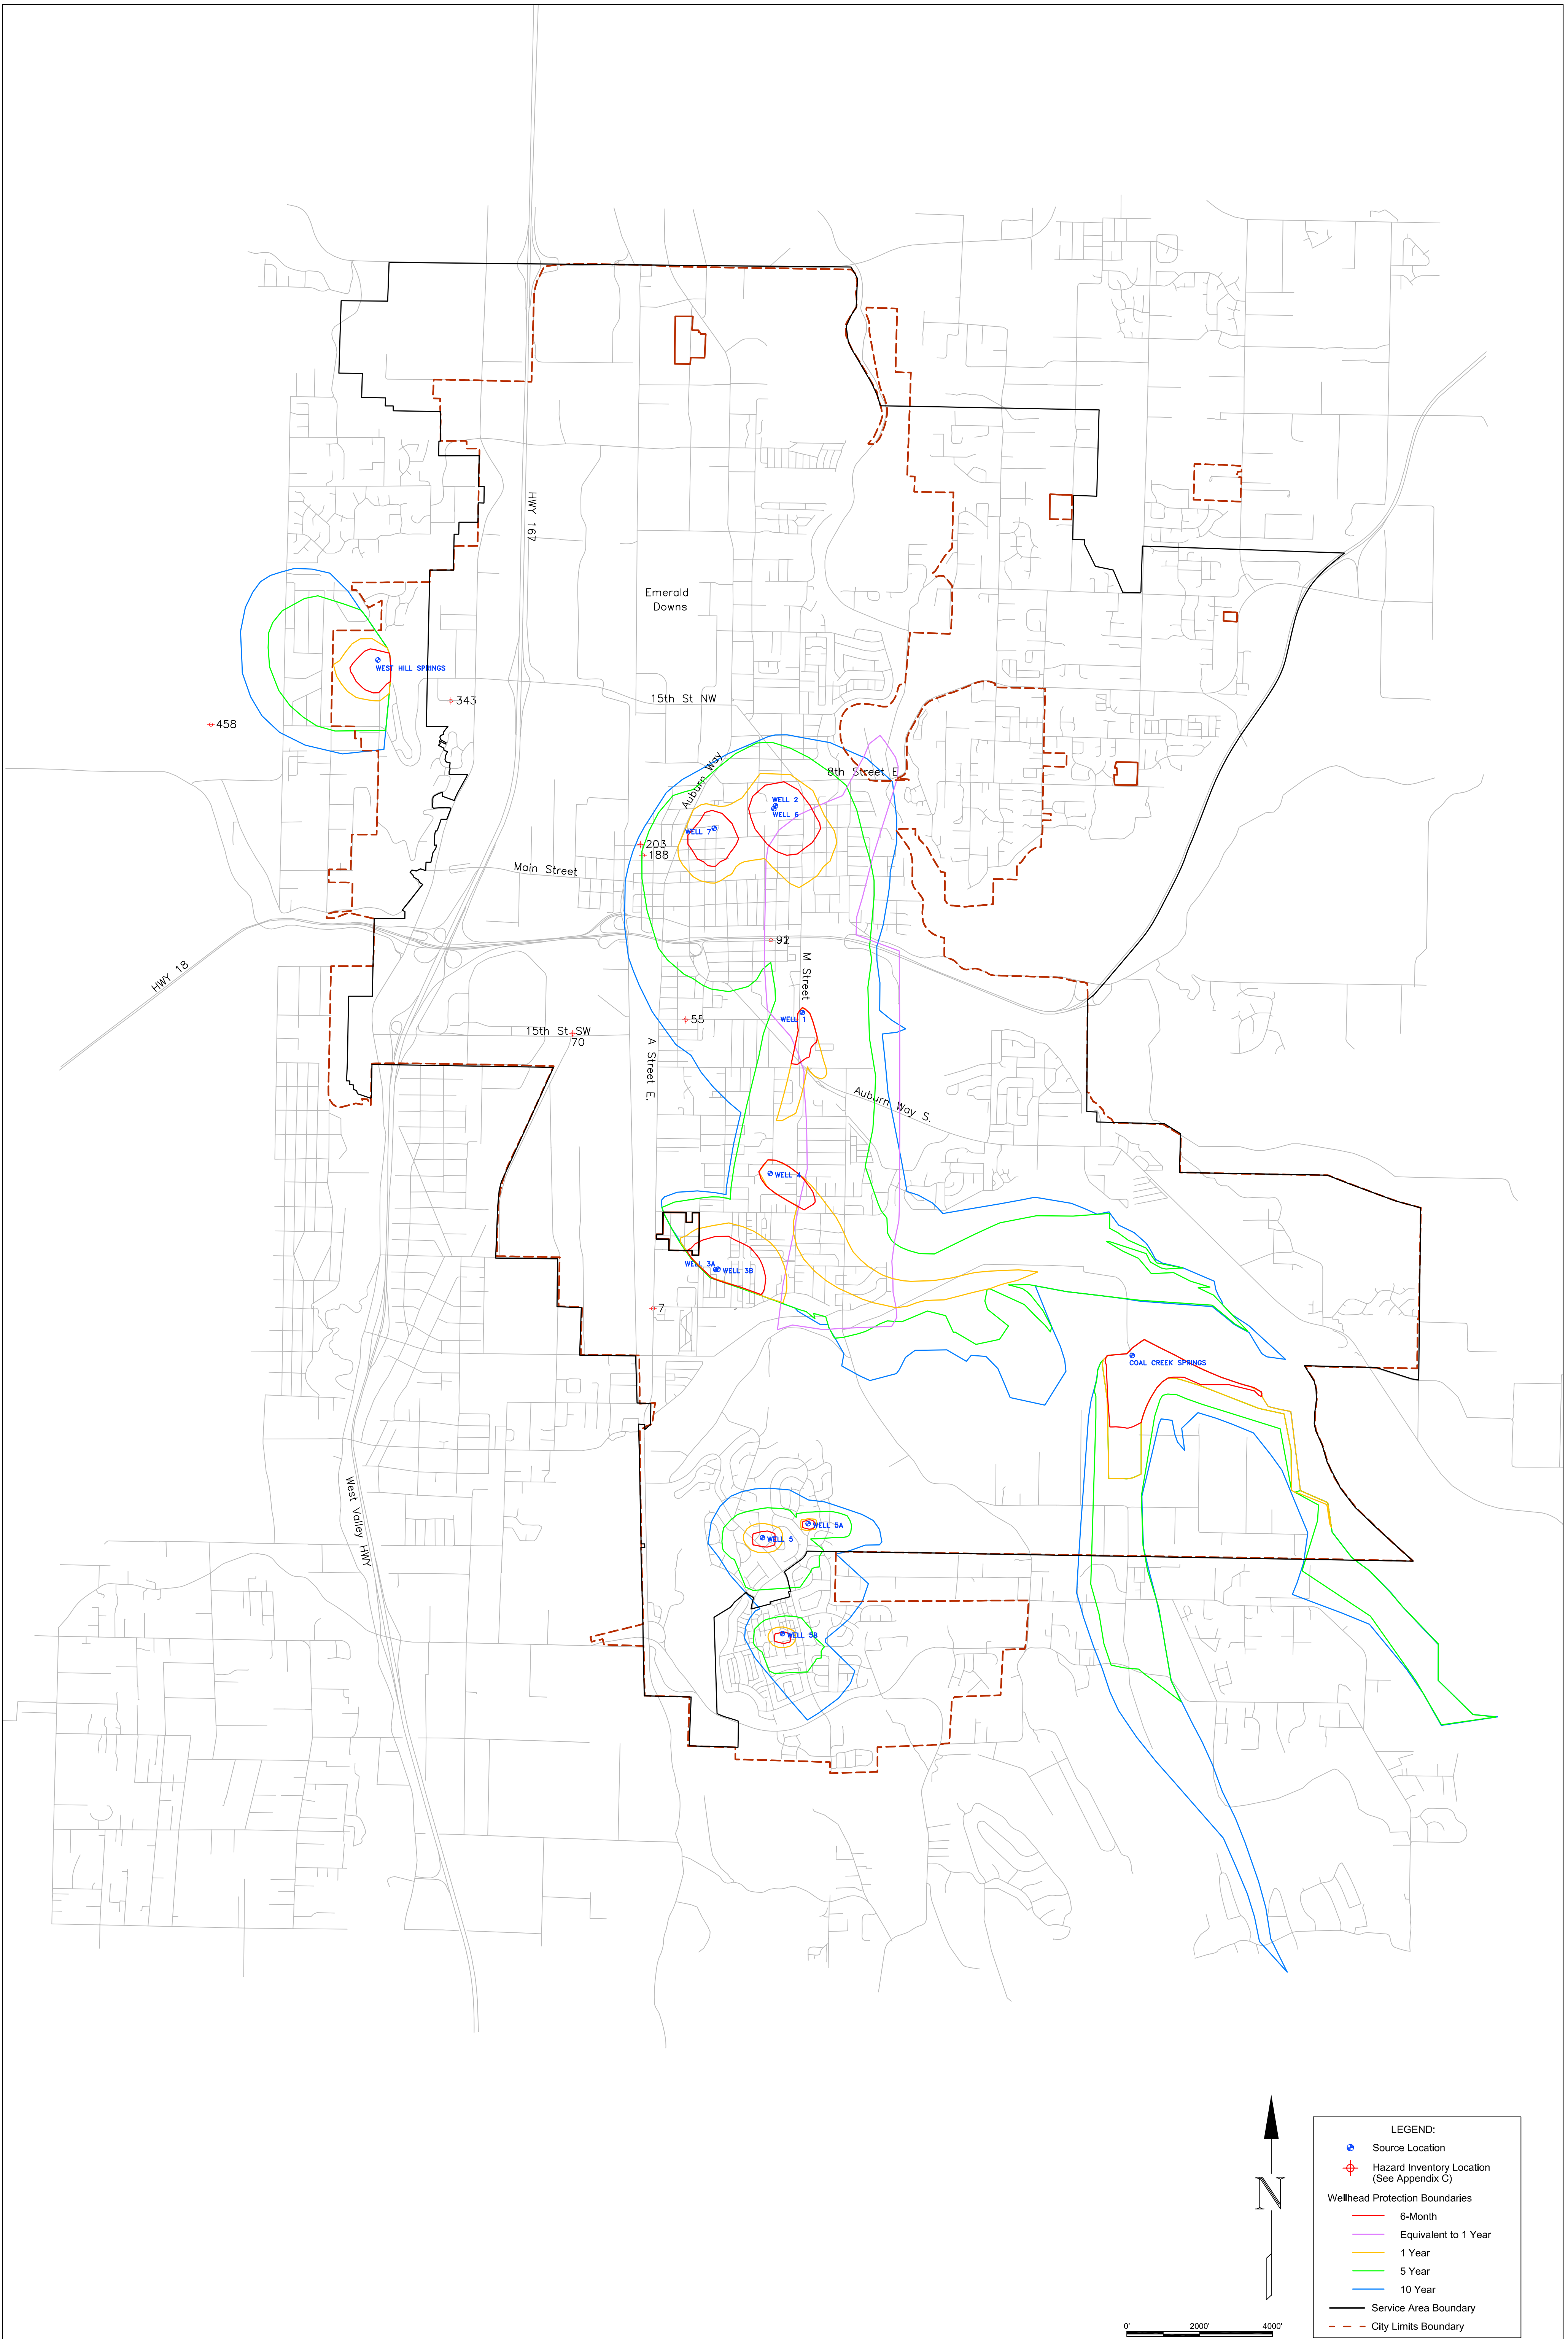 HWY 167
Emerald
Downs
WEST HILL SPRINGS
343
458
15th St NW
Auburn Way
8th Street E
WELL 2
WELL 6
WELL 7
203
188
Main Street
HWY 18
M Street
WELL 1
55
15th St SW
70
A Street E.
Auburn Way S.
WELL 4
WELL 3A
WELL 3B
7
COAL CREEK SPRINGS
West Valley HWY
WELL 5A
WELL 5
WELL 5B
N
0'
2000'
4000'
LEGEND:
Source Location
Hazard Inventory Location
(See Appendix C)
Wellhead Protection Boundaries
6-Month
Equivalent to 1 Year
1 Year
5 Year
10 Year
Service Area Boundary
City Limits Boundary